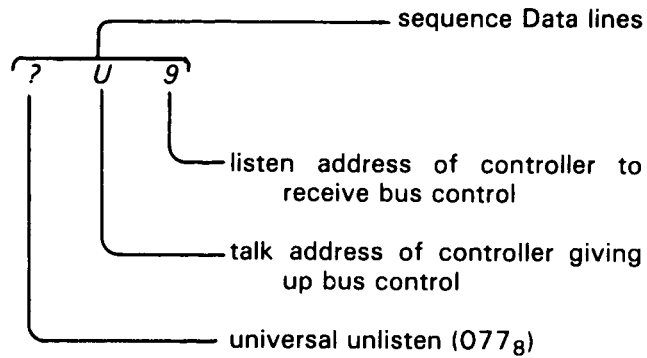 sequence Data lines
? U 9
listen address of controller to
receive bus control
talk address of controller giving
up bus control
universal unlisten (077₈)